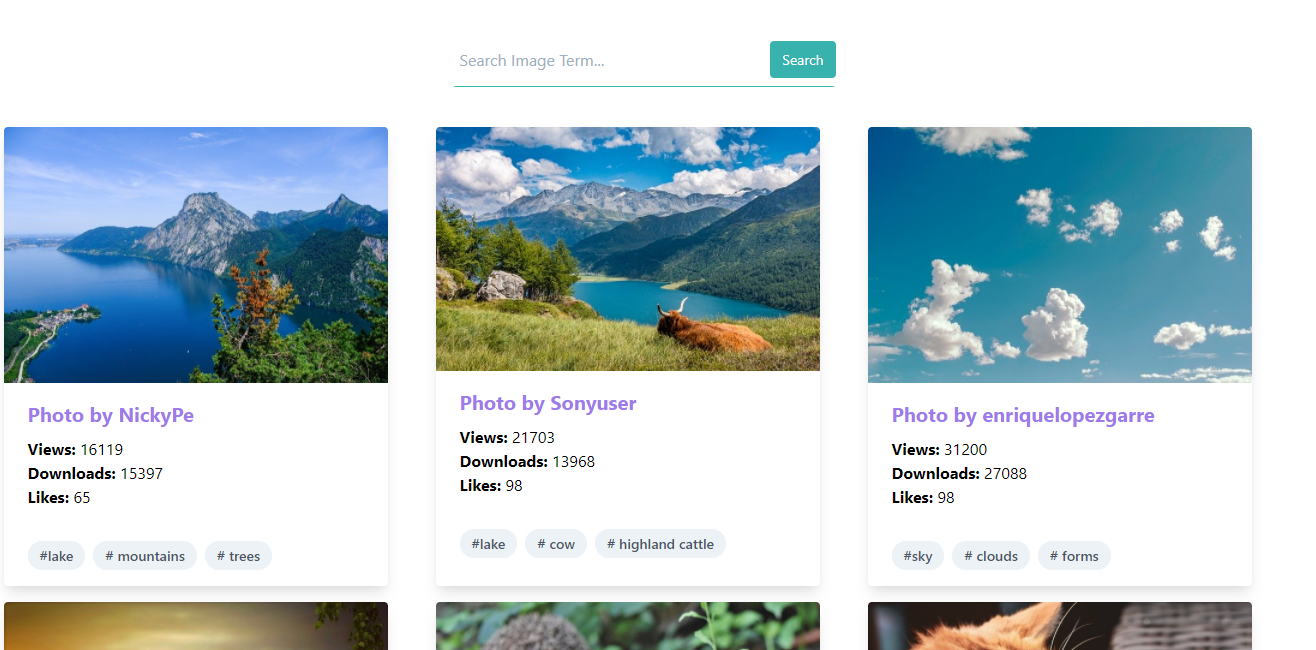 Search Image Term...
Search
Photo by NickyPe
Views: 16119
Downloads: 15397
Likes: 65
#lake
# mountains
# trees
Photo by Sonyuser
Views: 21703
Downloads: 13968
Likes: 98
#lake
# cow
# highland cattle
Photo by enriquelopezgarre
Views: 31200
Downloads: 27088
Likes: 98
#sky
# clouds
# forms